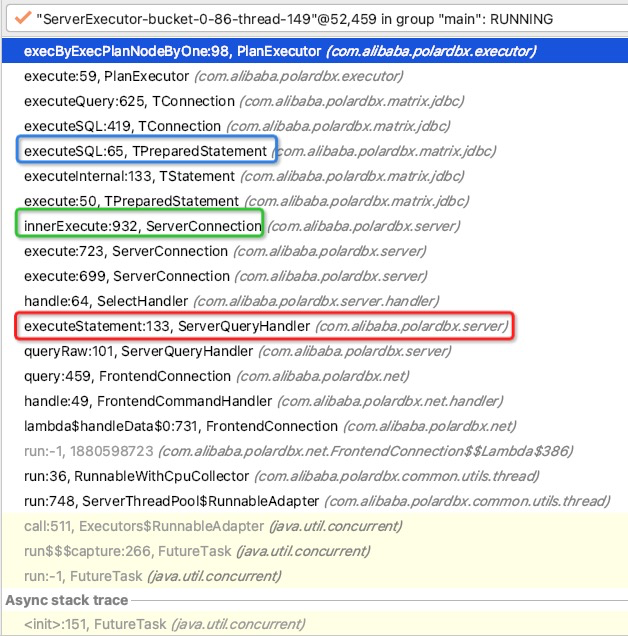 "ServerExecutor-bucket-0-86-thread-149"@52,459 in group "main": RUNNING
execByExecPlanNodeByOne:98, PlanExecutor (com.alibaba.polardbx.executor)
execute:59, PlanExecutor (com.alibaba.polardbx.executor)
executeQuery:625, TConnection (com.alibaba.polardbx.matrix.jdbc)
executeSQL:419, TConnection (com.alibaba.polardbx.matrix.jdbc)
executeSQL:65, TPreparedStatement (com.alibaba.polardbx.matrix.jdbc)
executeInternal:133, TStatement (com.alibaba.polardbx.matrix.jdbc)
execute:50, TPreparedStatement (com.alibaba.polardbx.matrix.jdbc)
innerExecute:932, ServerConnection (com.alibaba.polardbx.server)
execute:723, ServerConnection (com.alibaba.polardbx.server)
execute:699, ServerConnection (com.alibaba.polardbx.server)
handle:64, SelectHandler (com.alibaba.polardbx.server.handler)
executeStatement:133, ServerQueryHandler (com.alibaba.polardbx.server)
queryRaw:101, ServerQueryHandler (com.alibaba.polardbx.server)
query:459, FrontendConnection (com.alibaba.polardbx.net)
handle:49, FrontendCommandHandler (com.alibaba.polardbx.net.handler)
lambda$handleData$0:731, FrontendConnection (com.alibaba.polardbx.net)
run:-1, 1880598723 (com.alibaba.polardbx.net.FrontendConnection$$Lambda$386)
run:36, RunnableWithCpuCollector (com.alibaba.polardbx.common.utils.thread)
run:748, ServerThreadPool$RunnableAdapter (com.alibaba.polardbx.common.utils.thread)
call:511, Executors$RunnableAdapter (java.util.concurrent)
run$$$capture:266, FutureTask (java.util.concurrent)
run:-1, FutureTask (java.util.concurrent)
Async stack trace
<init>:151, FutureTask (java.util.concurrent)